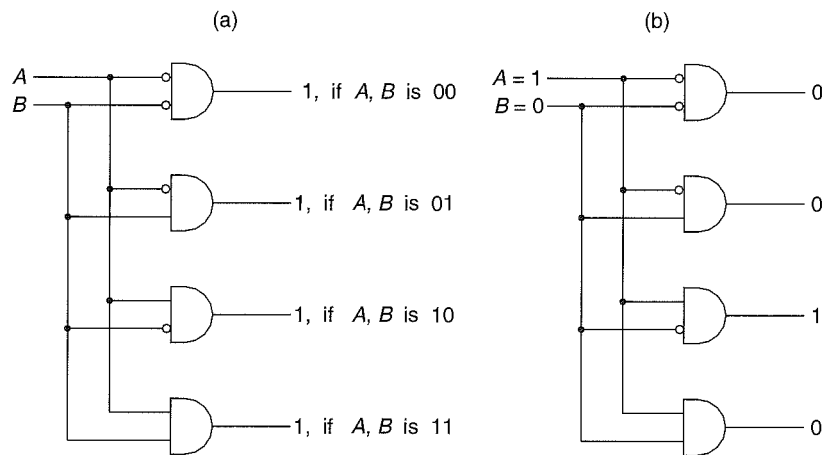 (a)
A
B
1, if A, B is 00
1, if A, B is 01
1, if A, B is 10
1, if A, B is 11
(b)
A = 1
B = 0
0
0
1
0